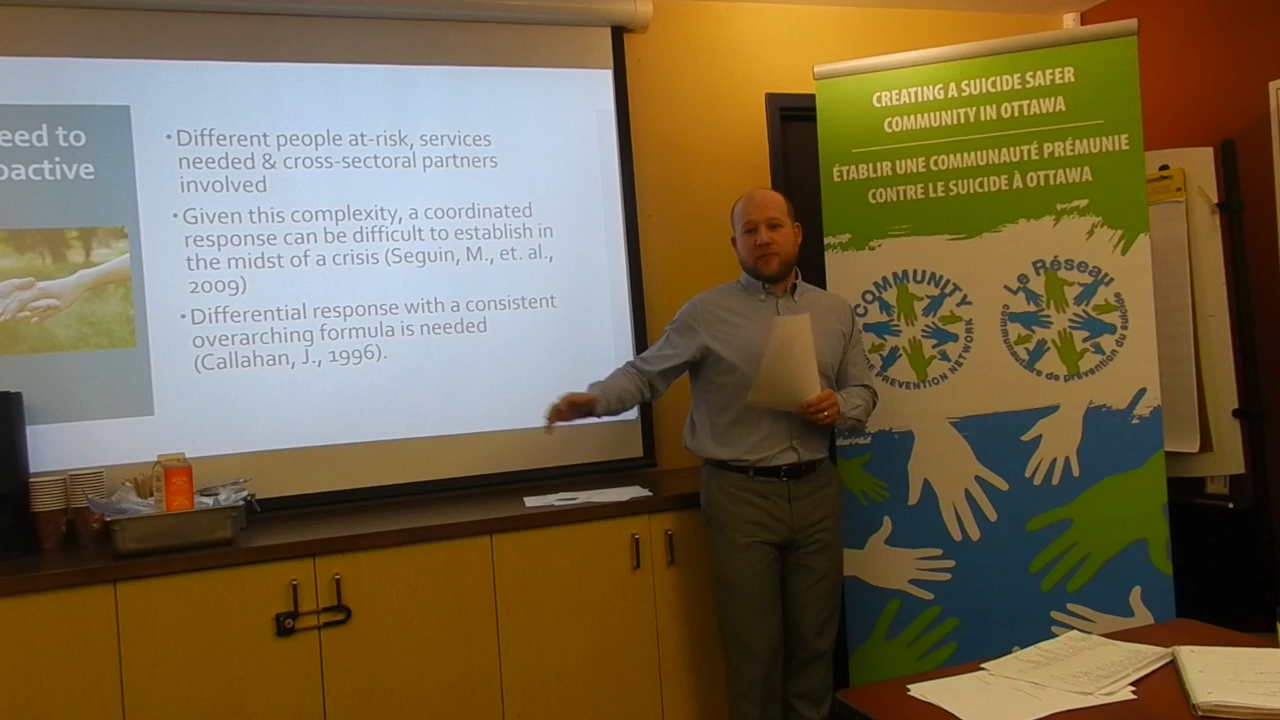 eed to
oactive
• Different people at-risk, services
needed & cross-sectoral partners
involved
• Given this complexity, a coordinated
response can be difficult to establish in
the midst of a crisis (Seguin, M., et. al.,
2009)
• Differential response with a consistent
overarching formula is needed
(Callahan, J., 1996).
CREATING A SUICIDE SAFER
COMMUNITY IN OTTAWA
ÉTABLIR UNE COMMUNAUTÉ PRÉMUNIE
CONTRE LE SUICIDE À OTTAWA
COMMUNITY
DE PREVENTION NETWORK
Le Réseau
communautaire de prévention du suicide